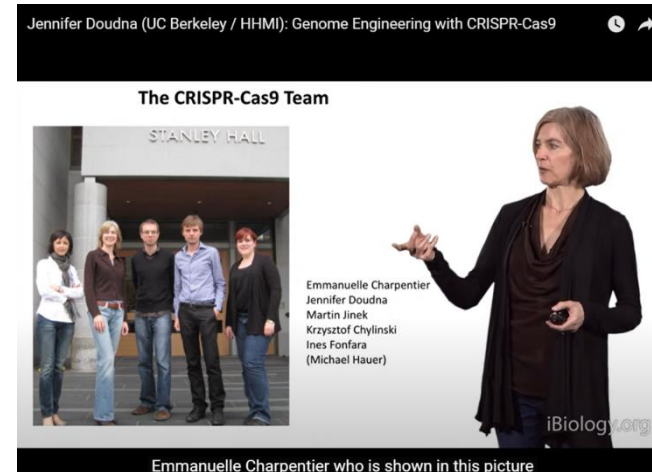 Jennifer Doudna (UC Berkeley / HHMI): Genome Engineering with CRISPR-Cas9
The CRISPR-Cas9 Team
STANLEY HALL
Emmanuelle Charpentier
Jennifer Doudna
Martin Jinek
Krzysztof Chylinski
Ines Fonfara
(Michael Hauer)
iBiology.org
Emmanuelle Charpentier who is shown in this picture